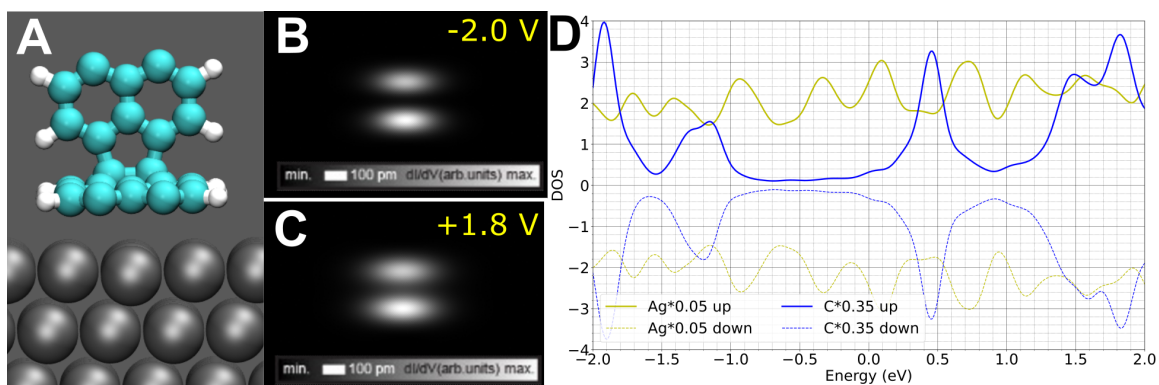 A
B
-2.0 V
min. 100 pm dI/dV(arb.units) max.
C
+1.8 V
min. 100 pm dI/dV(arb.units) max.
D
4
3
2
1
0
−1
−2
−3
−4
DOS
Ag*0.05 up
Ag*0.05 down
C*0.35 up
C*0.35 down
−2.0 −1.5 −1.0 −0.5 0.0 0.5 1.0 1.5 2.0
Energy (eV)